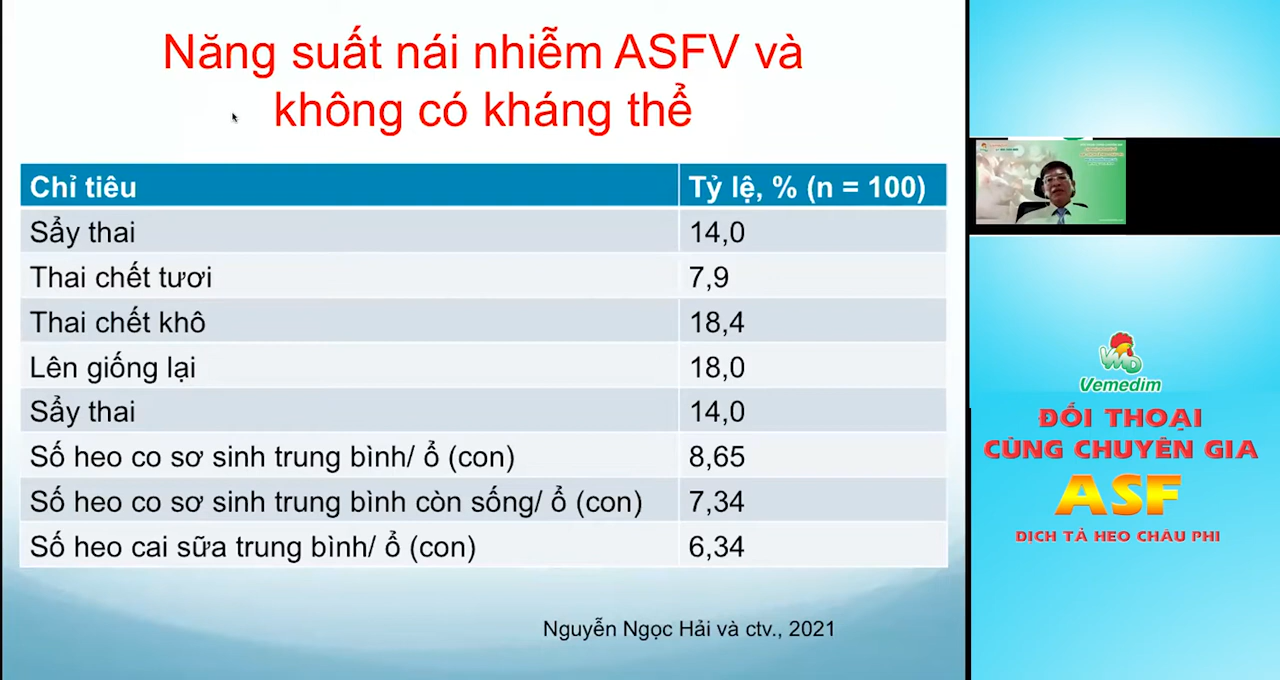 Năng suất nái nhiễm ASFV và
không có kháng thể
Chỉ tiêu Tỷ lệ, % (n = 100)
Sẩy thai 14,0
Thai chết tươi 7,9
Thai chết khô 18,4
Lên giống lại 18,0
Sẩy thai 14,0
Số heo co sơ sinh trung bình/ ổ (con) 8,65
Số heo co sơ sinh trung bình còn sống/ ổ (con) 7,34
Số heo cai sữa trung bình/ ổ (con) 6,34
Nguyễn Ngọc Hải và ctv., 2021
VMD
Vemedim
ĐỐI THOẠI
CÙNG CHUYÊN GIA
ASF
DỊCH TẢ HEO CHÂU PHI